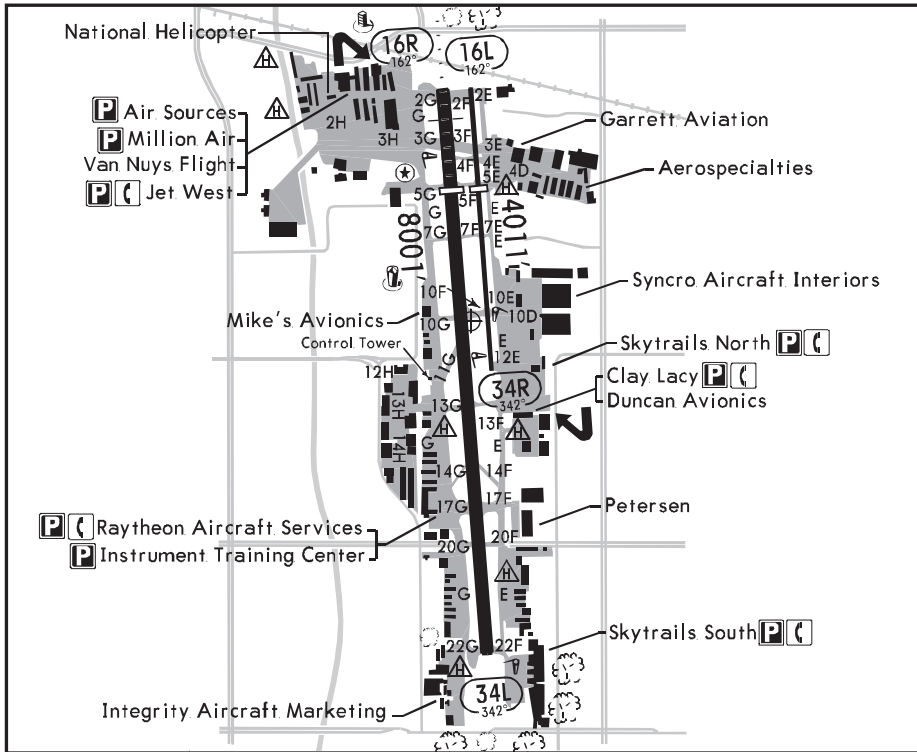 National Helicopter
16R
162°
16L
162°
P Air Sources
P Million Air
Van Nuys Flight
P Jet West
Garrett Aviation
Aerospecialties
H
H
2H
3H
2G
2F
2E
G
3G
3F
3E
4F
4E
4D
5E
5G
5F
H
G
E
7G
7F
7E
E
8001'
4011'
Syncro Aircraft Interiors
10F
10E
10G
10D
Mike's Avionics
Control Tower
E
11G
12E
12H
Skytrails North P
34R
342°
Clay Lacy P
Duncan Avionics
13H
13G
13F
H
H
G
E
14H
14G
14F
17G
17F
Petersen
P Raytheon Aircraft Services
P Instrument Training Center
20G
20F
H
G
E
22G
22F
Skytrails South P
H
34L
342°
Integrity Aircraft Marketing